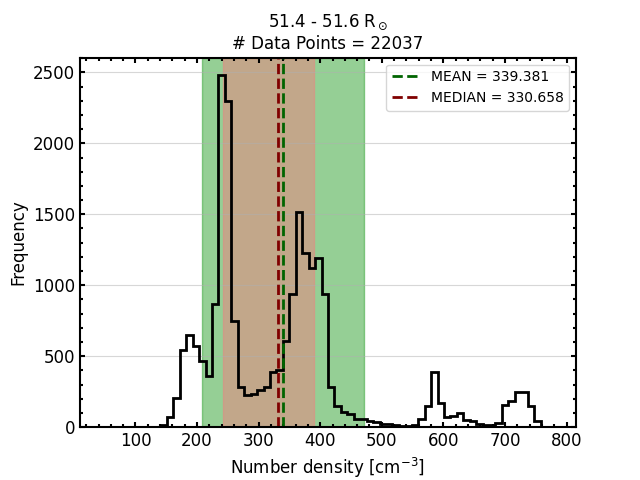 51.4 - 51.6 R⊙
# Data Points = 22037
MEAN = 339.381
MEDIAN = 330.658
Frequency
2500
2000
1500
1000
500
0
100 200 300 400 500 600 700 800
Number density [cm⁻³]